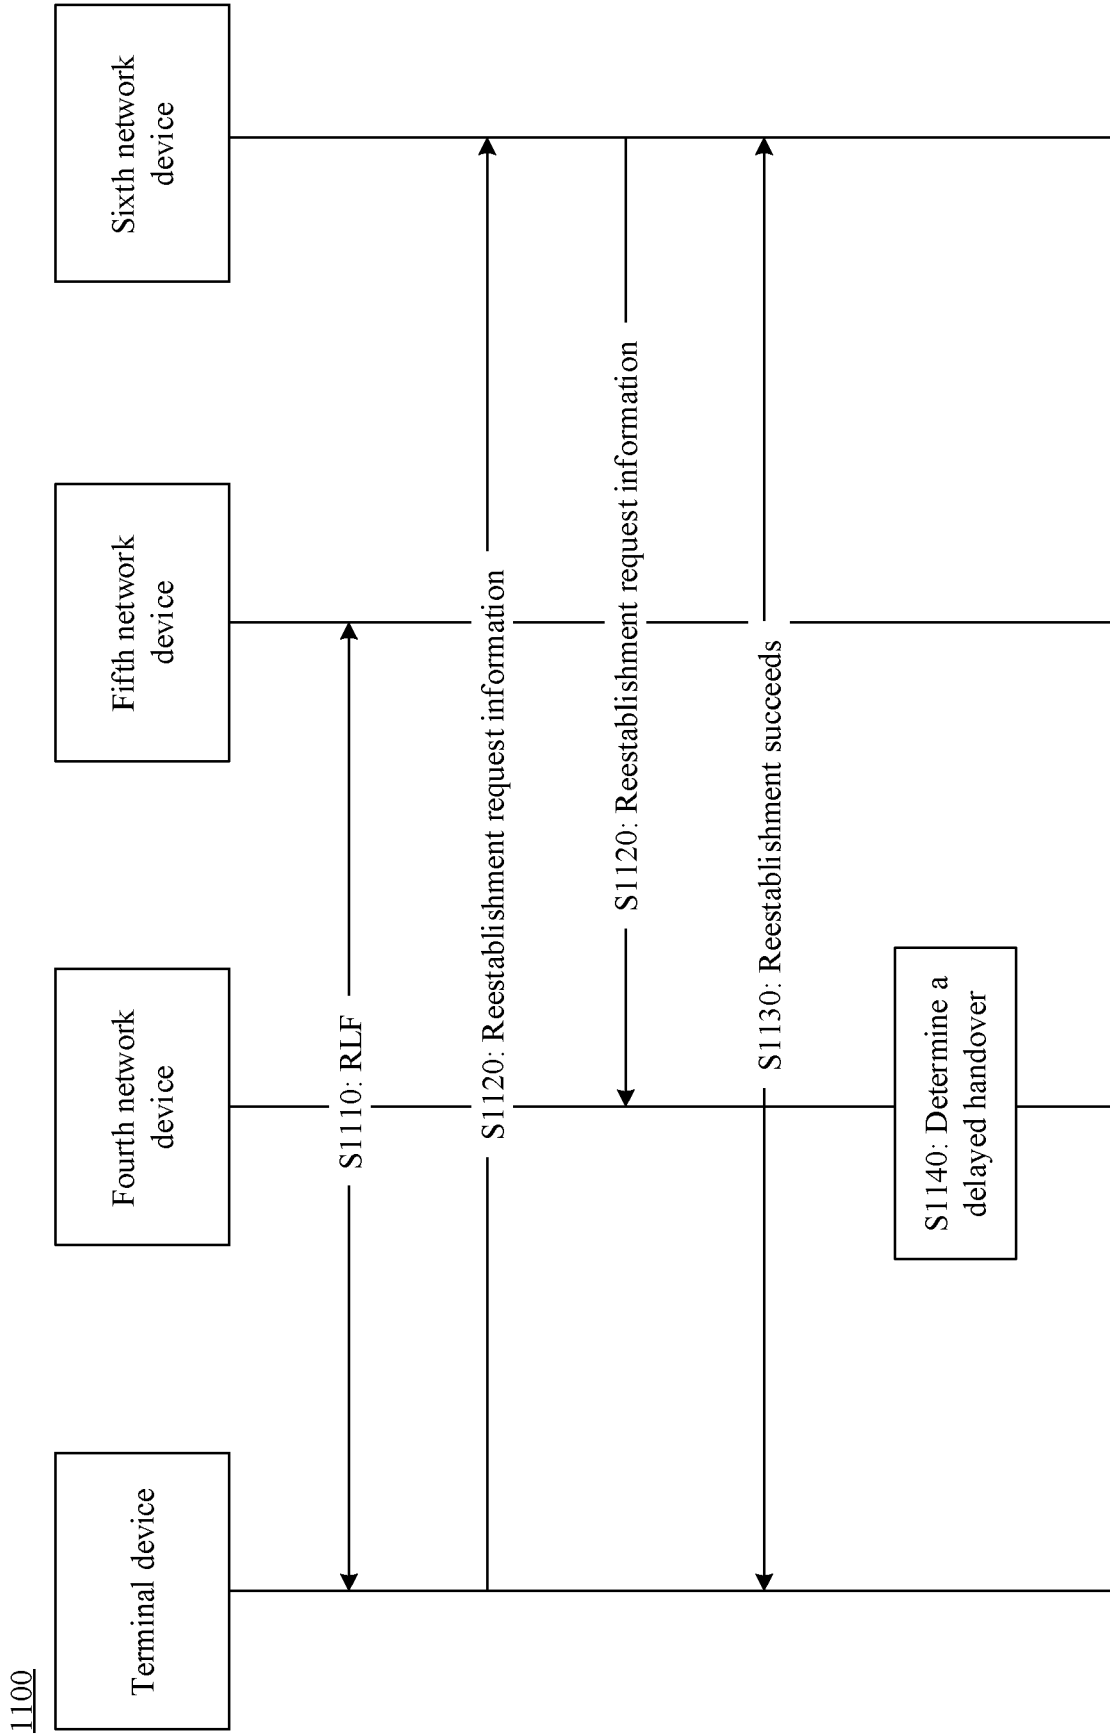 1100
Terminal device
Fourth network
device
Fifth network
device
Sixth network
device
S1110: RLF
S1120: Reestablishment request information
S1120: Reestablishment request information
S1130: Reestablishment succeeds
S1140: Determine a
delayed handover